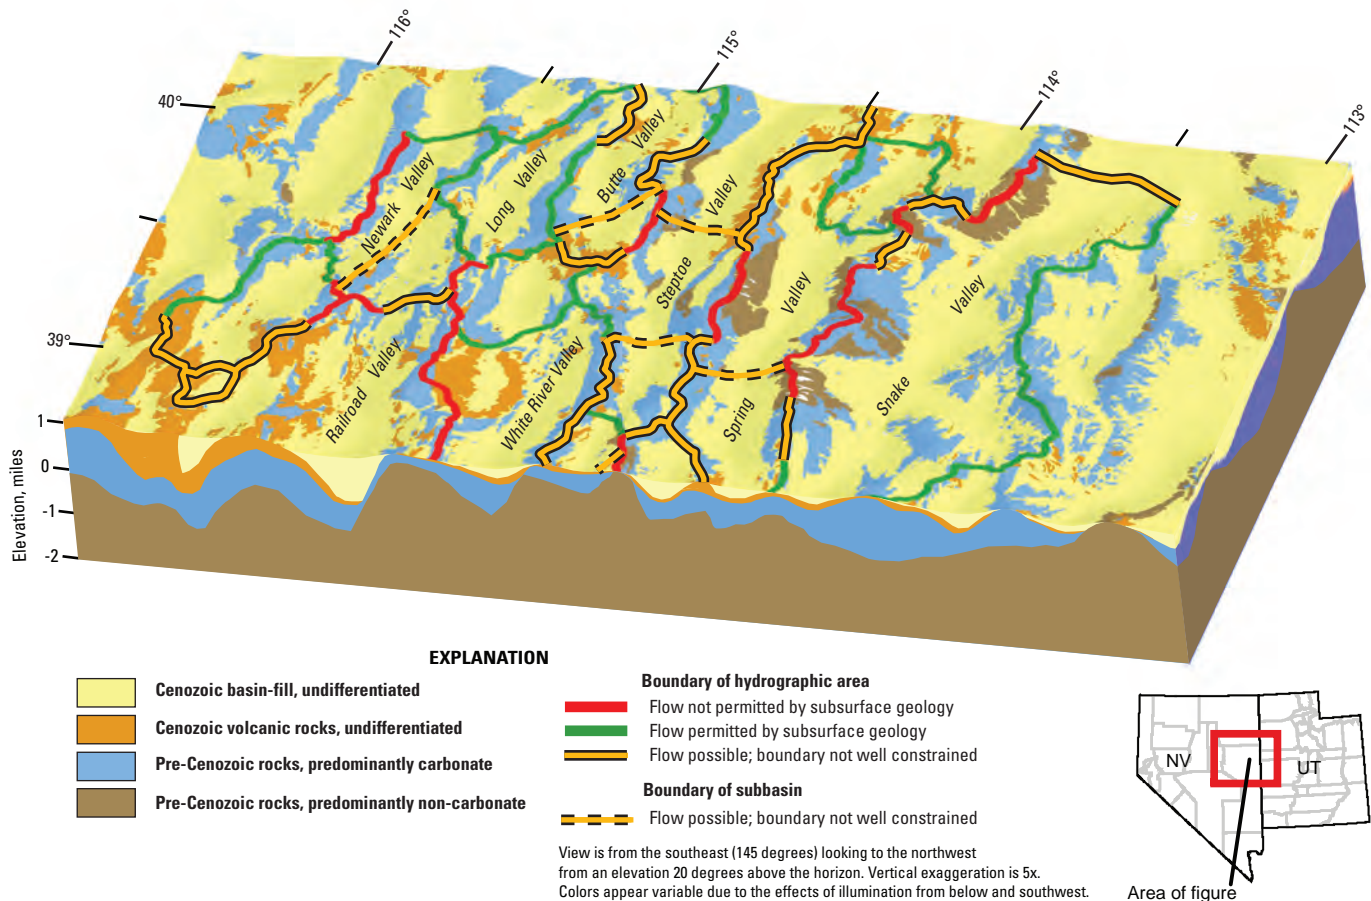 116°
115°
114°
113°
40°
39°
Newark Valley
Long Valley
Butte Valley
Steptoe Valley
Railroad Valley
White River Valley
Spring Valley
Snake Valley
Elevation, miles
1
0
-1
-2
EXPLANATION
Cenozoic basin-fill, undifferentiated
Cenozoic volcanic rocks, undifferentiated
Pre-Cenozoic rocks, predominantly carbonate
Pre-Cenozoic rocks, predominantly non-carbonate
Boundary of hydrographic area
Flow not permitted by subsurface geology
Flow permitted by subsurface geology
Flow possible; boundary not well constrained
Boundary of subbasin
Flow possible; boundary not well constrained
View is from the southeast (145 degrees) looking to the northwest
from an elevation 20 degrees above the horizon. Vertical exaggeration is 5x.
Colors appear variable due to the effects of illumination from below and southwest.
NV
UT
Area of figure